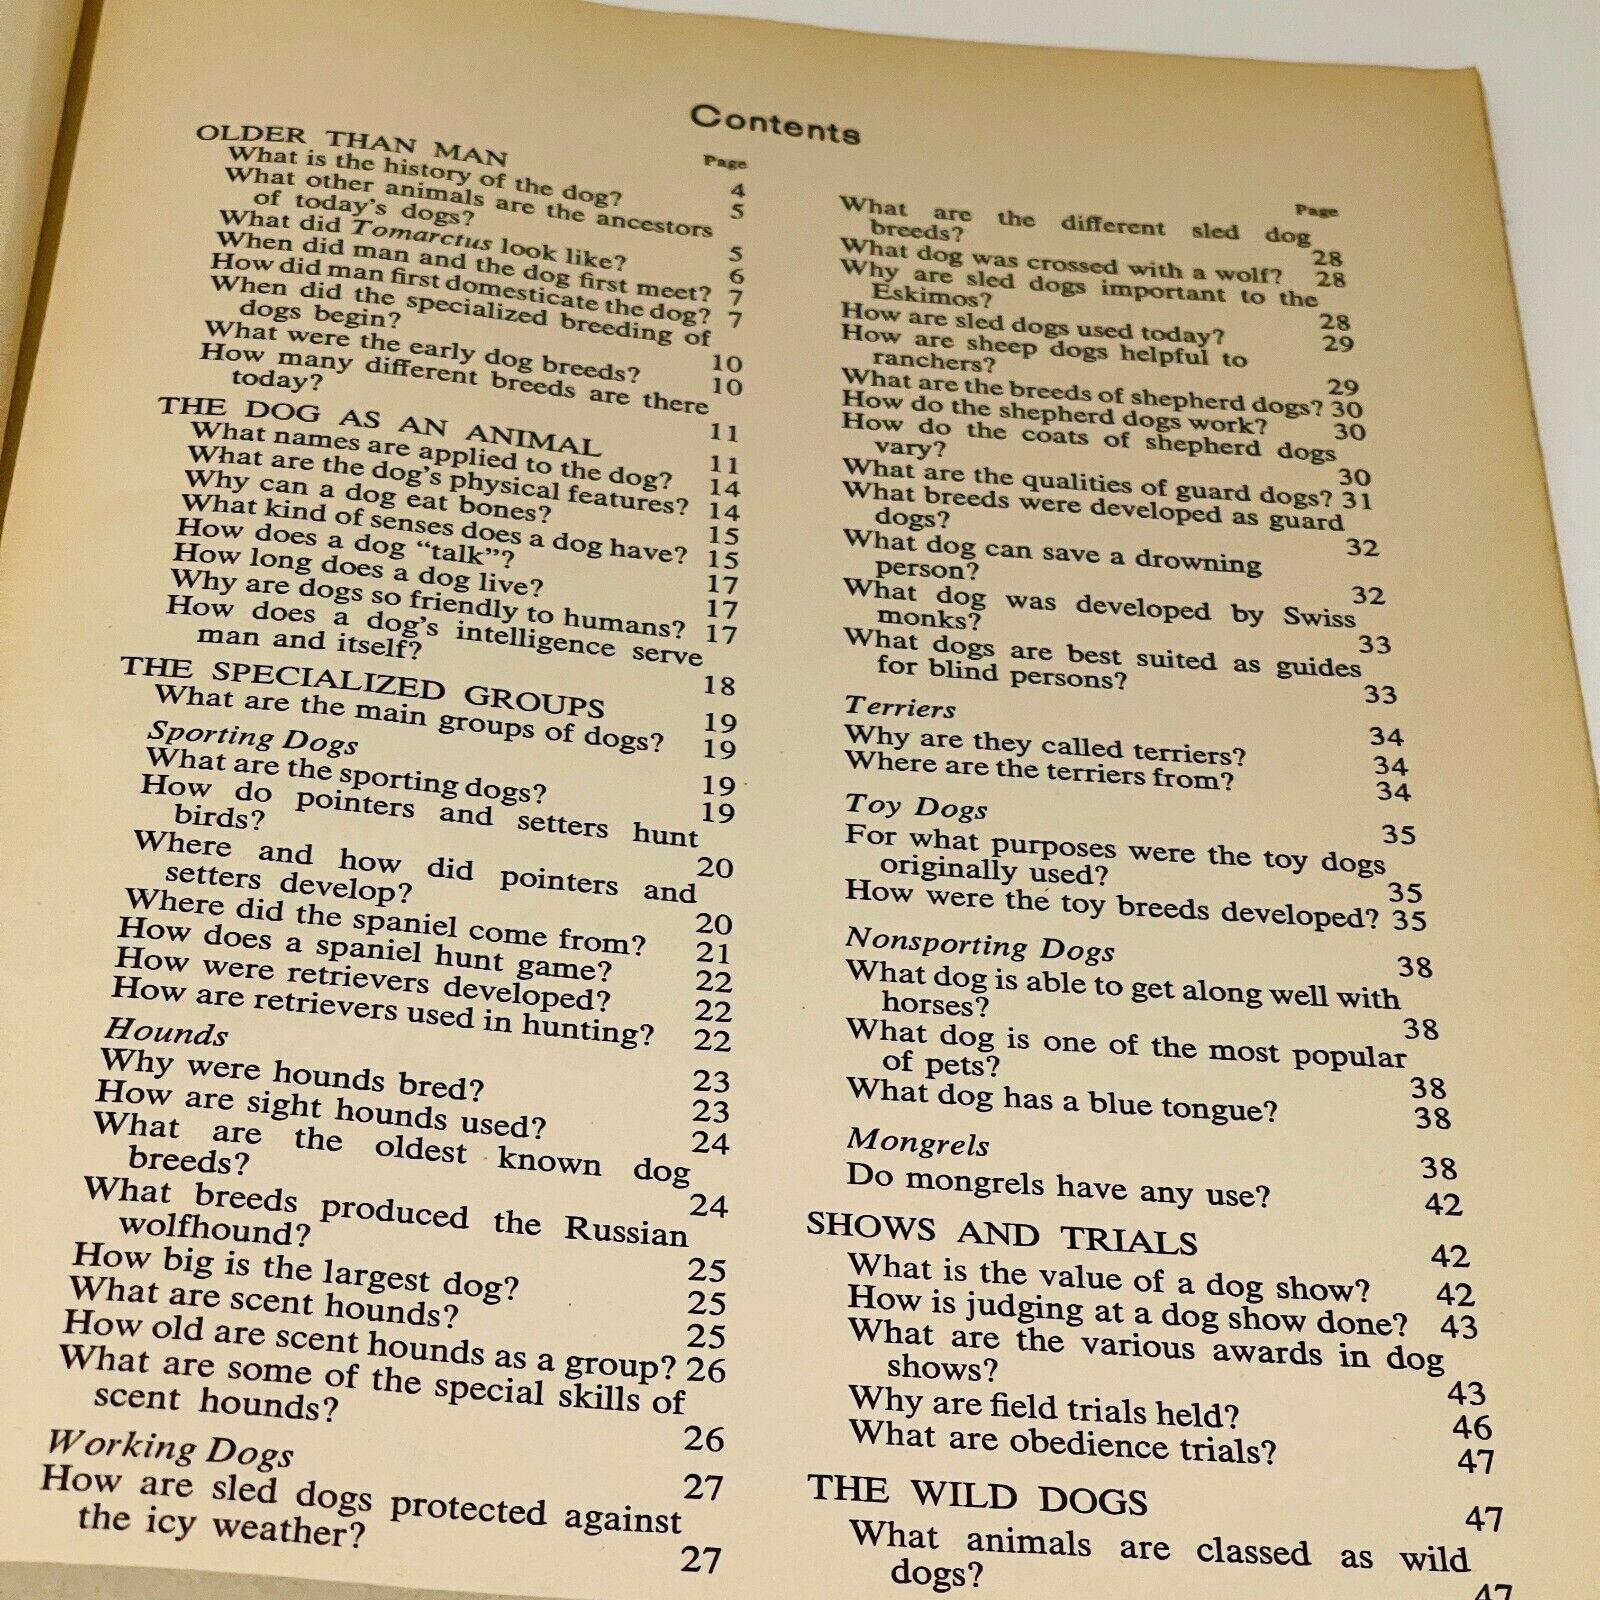 Contents
Page
OLDER THAN MAN 4
What is the history of the dog? 5
What other animals are the ancestors
of today's dogs? 5
What did Tomarctus look like? 6
When did man and the dog first meet? 7
How did man first domesticate the dog? 7
When did the specialized breeding of
dogs begin? 10
What were the early dog breeds? 10
How many different breeds are there
today? 11
THE DOG AS AN ANIMAL 11
What names are applied to the dog? 14
What are the dog's physical features? 14
Why can a dog eat bones? 15
What kind of senses does a dog have? 15
How does a dog “talk”? 17
How long does a dog live? 17
Why are dogs so friendly to humans? 17
How does a dog's intelligence serve
man and itself? 18
THE SPECIALIZED GROUPS 19
What are the main groups of dogs? 19
Sporting Dogs 19
What are the sporting dogs? 19
How do pointers and setters hunt
birds? 20
Where and how did pointers and
setters develop? 20
Where did the spaniel come from? 21
How does a spaniel hunt game? 22
How were retrievers developed? 22
How are retrievers used in hunting? 22
Hounds 23
Why were hounds bred? 23
How are sight hounds used? 24
What are the oldest known dog
breeds? 24
What breeds produced the Russian
wolfhound? 25
How big is the largest dog? 25
What are scent hounds? 25
How old are scent hounds as a group? 26
What are some of the special skills of
scent hounds? 26
Working Dogs 27
How are sled dogs protected against
the icy weather? 27
Page
What are the different sled dog
breeds? 28
What dog was crossed with a wolf? 28
Why are sled dogs important to the
Eskimos? 28
How are sled dogs used today? 29
How are sheep dogs helpful to
ranchers? 29
What are the breeds of shepherd dogs? 30
How do the shepherd dogs work? 30
How do the coats of shepherd dogs
vary? 30
What are the qualities of guard dogs? 31
What breeds were developed as guard
dogs? 32
What dog can save a drowning
person? 32
What dog was developed by Swiss
monks? 33
What dogs are best suited as guides
for blind persons? 33
Terriers 34
Why are they called terriers? 34
Where are the terriers from? 34
Toy Dogs 35
For what purposes were the toy dogs
originally used? 35
How were the toy breeds developed? 35
Nonsporting Dogs 38
What dog is able to get along well with
horses? 38
What dog is one of the most popular
of pets? 38
What dog has a blue tongue? 38
Mongrels 38
Do mongrels have any use? 42
SHOWS AND TRIALS 42
What is the value of a dog show? 42
How is judging at a dog show done? 43
What are the various awards in dog
shows? 43
Why are field trials held? 46
What are obedience trials? 47
THE WILD DOGS 47
What animals are classed as wild
dogs? 47